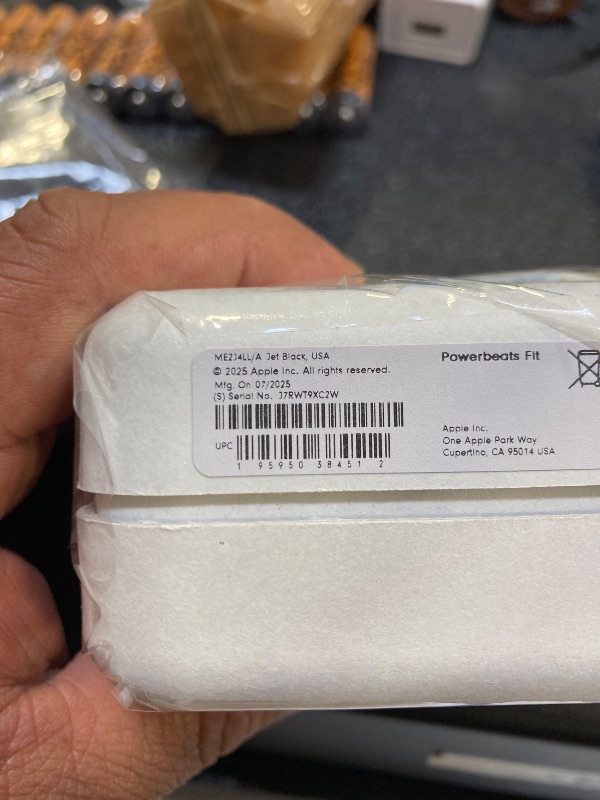 ME2J4LL/A Jet Black, USA
© 2025 Apple Inc. All rights reserved.
Mfg. On 07/2025
(S) Serial No. J7RWT9XC2W
UPC
1 95950 38451 2
Powerbeats Fit
Apple Inc.
One Apple Park Way
Cupertino, CA 95014 USA